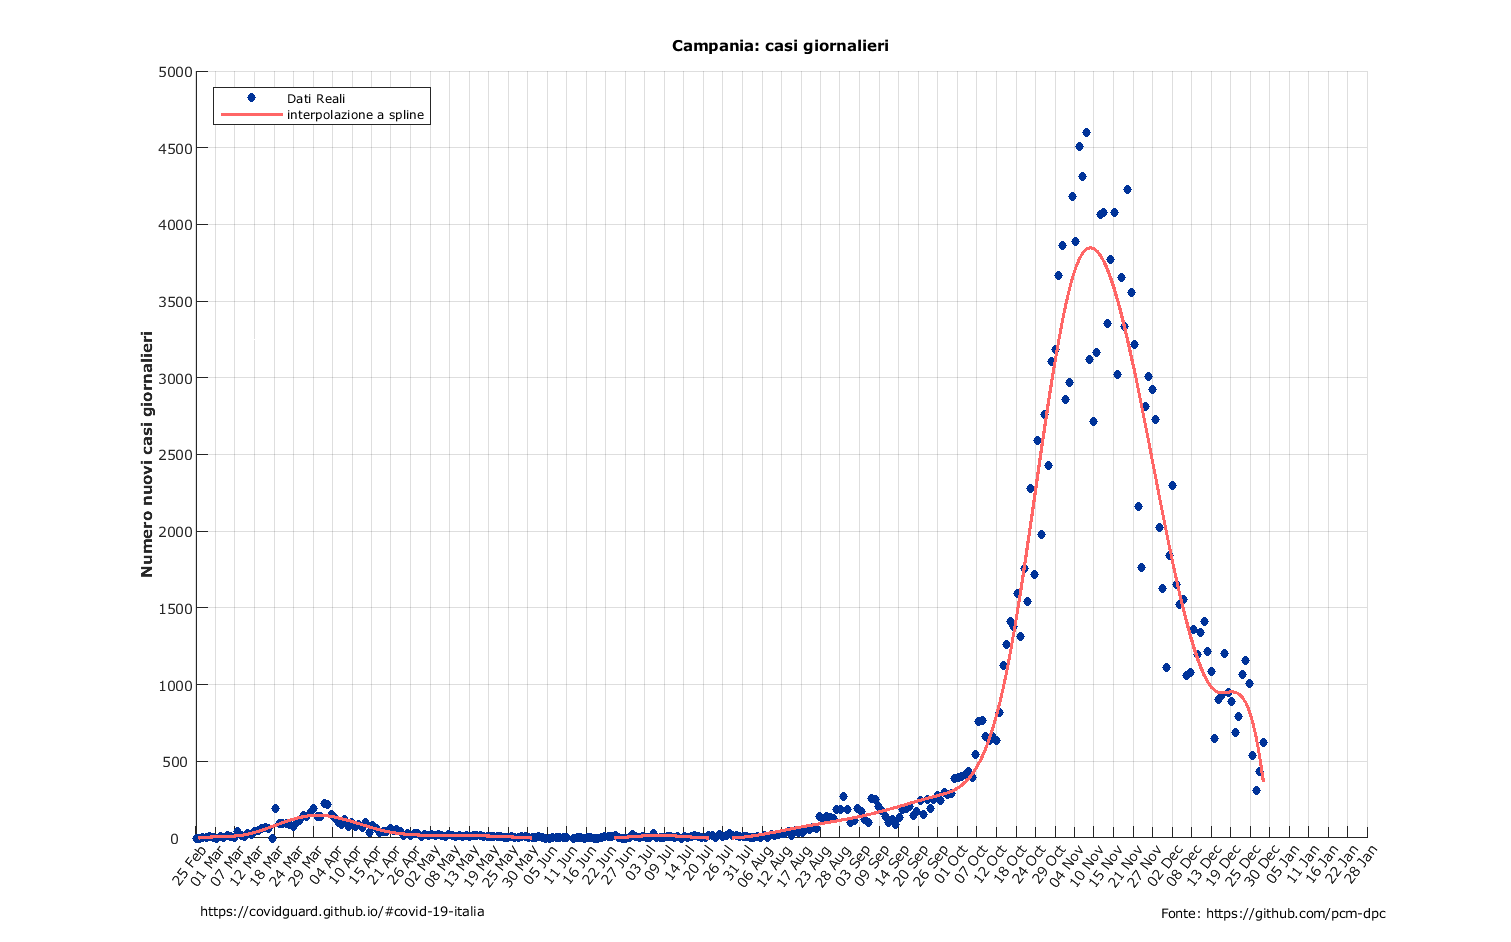 Campania: casi giornalieri
Dati Reali
interpolazione a spline
Numero nuovi casi giornalieri
5000
4500
4000
3500
3000
2500
2000
1500
1000
500
0
25 Feb
01 Mar
07 Mar
12 Mar
18 Mar
24 Mar
29 Mar
04 Apr
10 Apr
15 Apr
21 Apr
26 Apr
02 May
08 May
13 May
19 May
25 May
30 May
05 Jun
11 Jun
16 Jun
22 Jun
27 Jun
03 Jul
09 Jul
14 Jul
20 Jul
26 Jul
31 Jul
06 Aug
12 Aug
17 Aug
23 Aug
28 Aug
03 Sep
09 Sep
14 Sep
20 Sep
26 Sep
01 Oct
07 Oct
12 Oct
18 Oct
24 Oct
29 Oct
04 Nov
10 Nov
15 Nov
21 Nov
27 Nov
02 Dec
08 Dec
13 Dec
19 Dec
25 Dec
30 Dec
05 Jan
11 Jan
16 Jan
22 Jan
28 Jan
https://covidguard.github.io/#covid-19-italia
Fonte: https://github.com/pcm-dpc